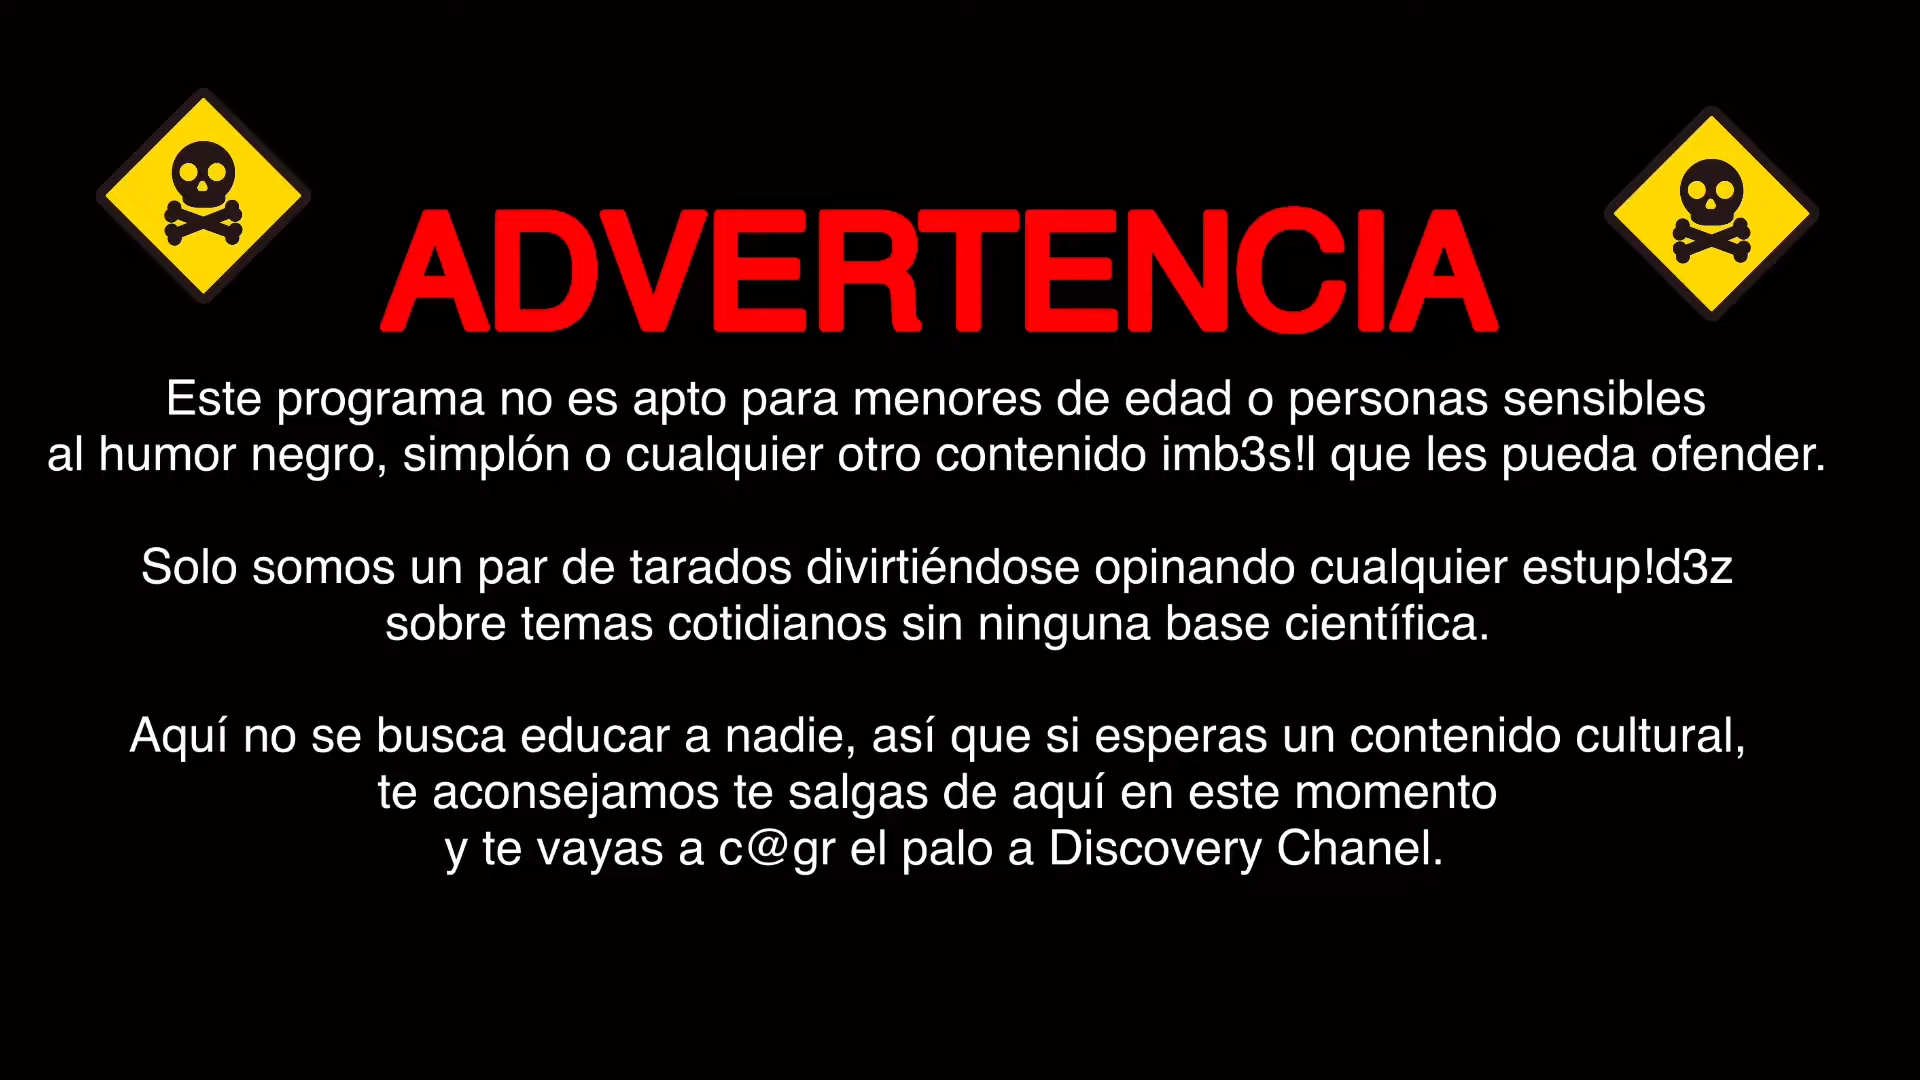 ADVERTENCIA
Este programa no es apto para menores de edad o personas sensibles
al humor negro, simplón o cualquier otro contenido imb3s!l que les pueda ofender.
Solo somos un par de tarados divirtiéndose opinando cualquier estup!d3z
sobre temas cotidianos sin ninguna base científica.
Aquí no se busca educar a nadie, así que si esperas un contenido cultural,
te aconsejamos te salgas de aquí en este momento
y te vayas a c@gr el palo a Discovery Chanel.